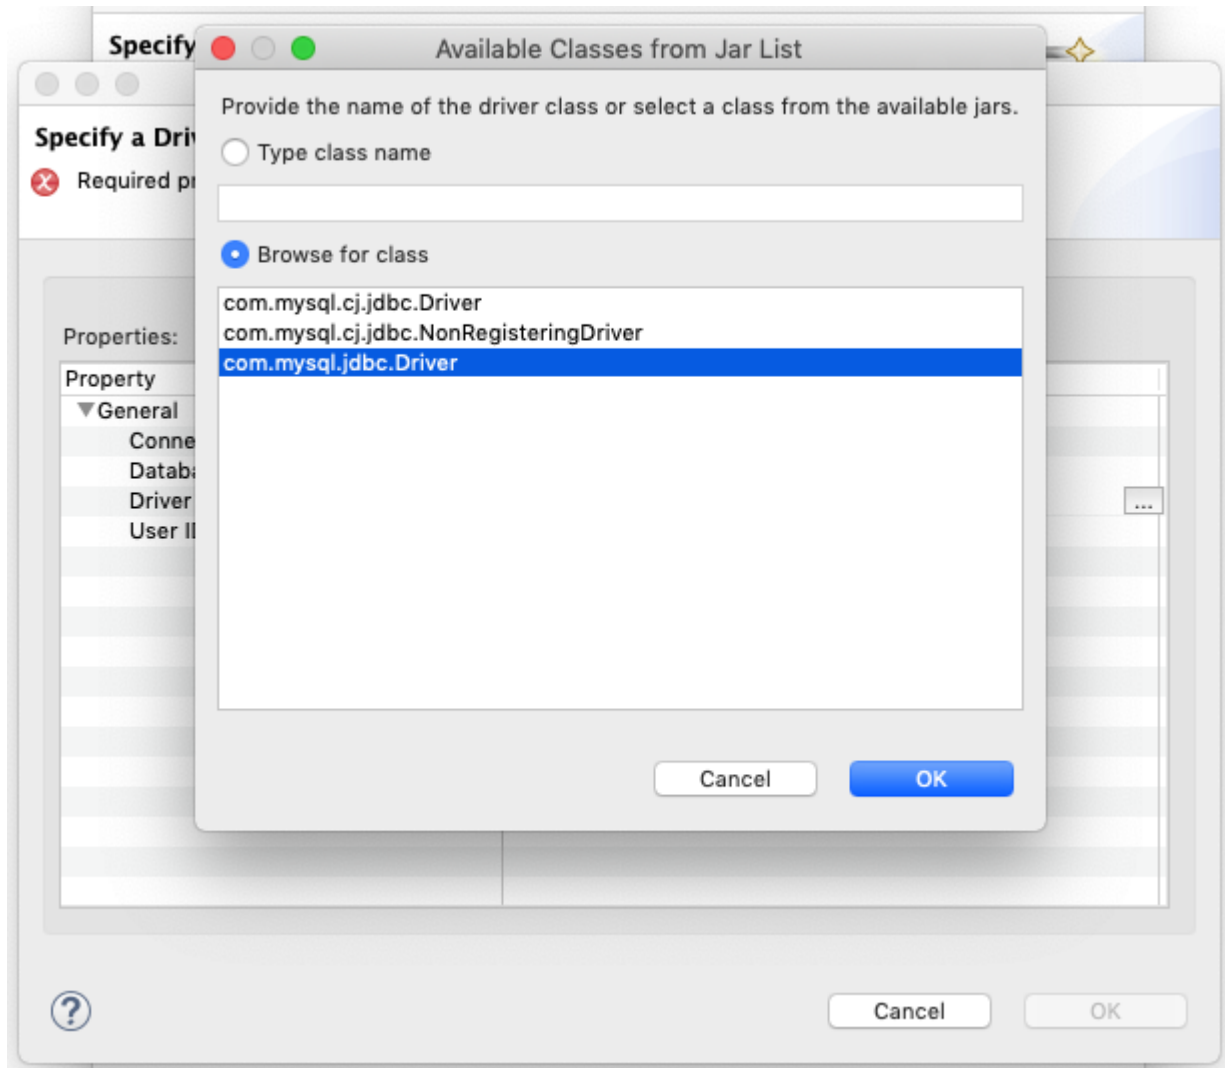 Specify
Available Classes from Jar List
Provide the name of the driver class or select a class from the available jars.
Specify a Dri
Type class name
Required pr
Browse for class
com.mysql.cj.jdbc.Driver
com.mysql.cj.jdbc.NonRegisteringDriver
com.mysql.jdbc.Driver
Properties:
Property
General
Conne
Databa
Driver
...
User I
Cancel
OK
?
Cancel
OK